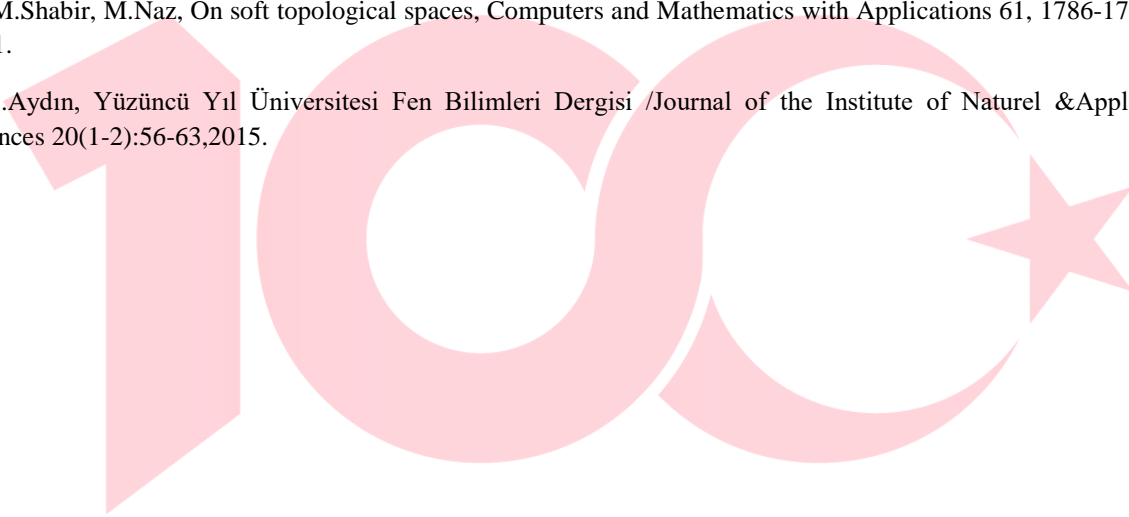 M.Shabir, M.Naz, On soft topological spaces, Computers and Mathematics with Applications 61, 1786-17
1.
.Aydın, Yüzüncü Yıl Üniversitesi Fen Bilimleri Dergisi /Journal of the Institute of Naturel &Appl
nces 20(1-2):56-63,2015.
100